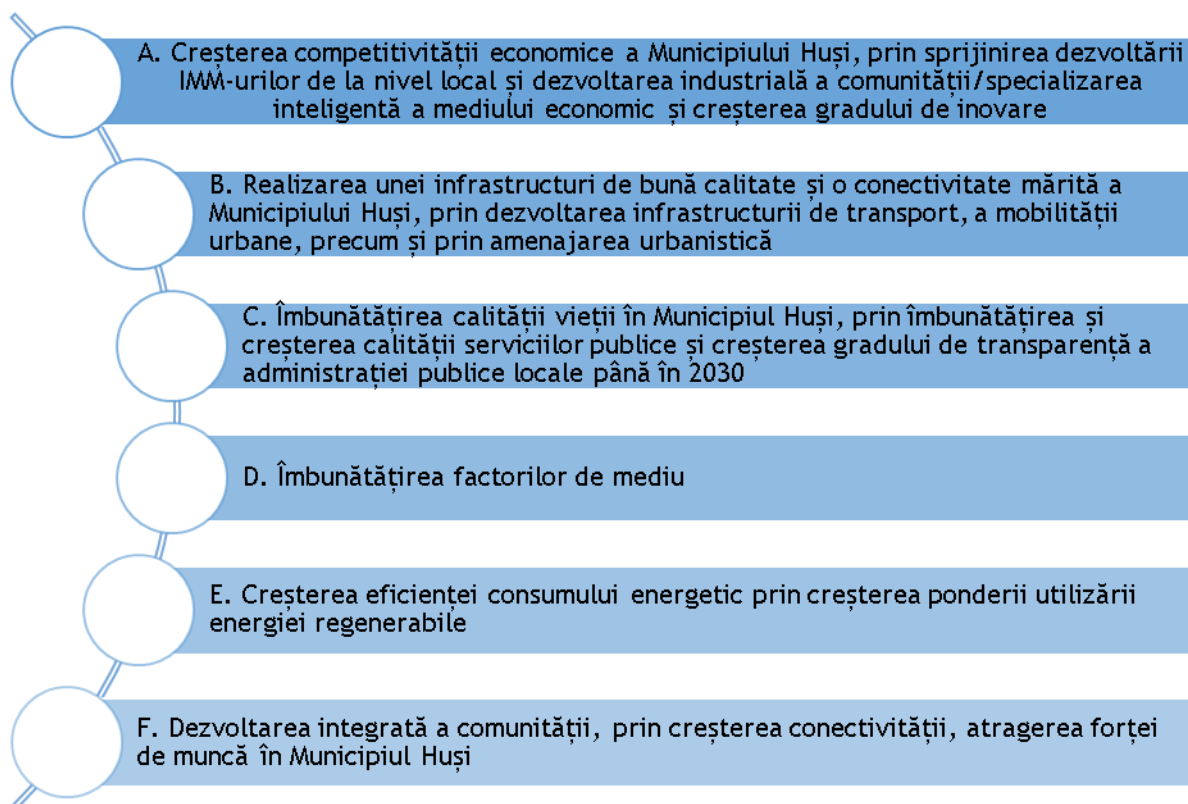 A. Creșterea competitivității economice a Municipiului Huși, prin sprijinirea dezvoltării
IMM-urilor de la nivel local și dezvoltarea industrială a comunității/specializarea
inteligentă a mediului economic și creșterea gradului de inovare
B. Realizarea unei infrastructuri de bună calitate și o conectivitate mărită a
Municipiului Huși, prin dezvoltarea infrastructurii de transport, a mobilității
urbane, precum și prin amenajarea urbanistică
C. Îmbunătățirea calității vieții în Municipiul Huși, prin îmbunătățirea și
creșterea calității serviciilor publice și creșterea gradului de transparență a
administrației publice locale până în 2030
D. Îmbunătățirea factorilor de mediu
E. Creșterea eficienței consumului energetic prin creșterea ponderii utilizării
energiei regenerabile
F. Dezvoltarea integrată a comunității, prin creșterea conectivității, atragerea forței
de muncă în Municipiul Huși